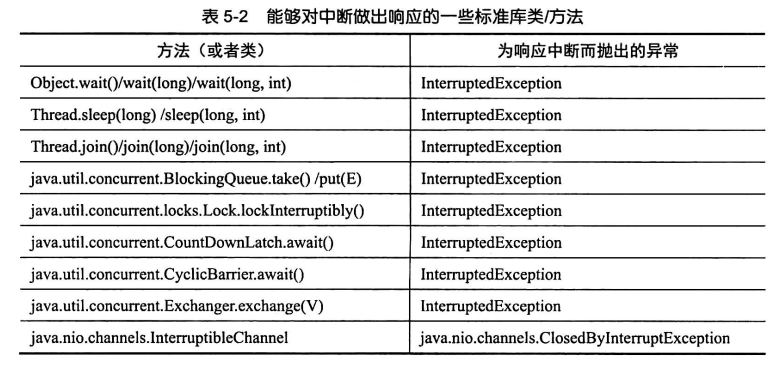 表 5-2 能够对中断做出响应的一些标准库类/方法
方法（或者类） 为响应中断而抛出的异常
Object.wait()/wait(long)/wait(long, int) InterruptedException
Thread.sleep(long) /sleep(long, int) InterruptedException
Thread.join()/join(long)/join(long, int) InterruptedException
java.util.concurrent.BlockingQueue.take() /put(E) InterruptedException
java.util.concurrent.locks.Lock.lockInterruptibly() InterruptedException
java.util.concurrent.CountDownLatch.await() InterruptedException
java.util.concurrent.CyclicBarrier.await() InterruptedException
java.util.concurrent.Exchanger.exchange(V) InterruptedException
java.nio.channels.InterruptibleChannel java.nio.channels.ClosedByInterruptException